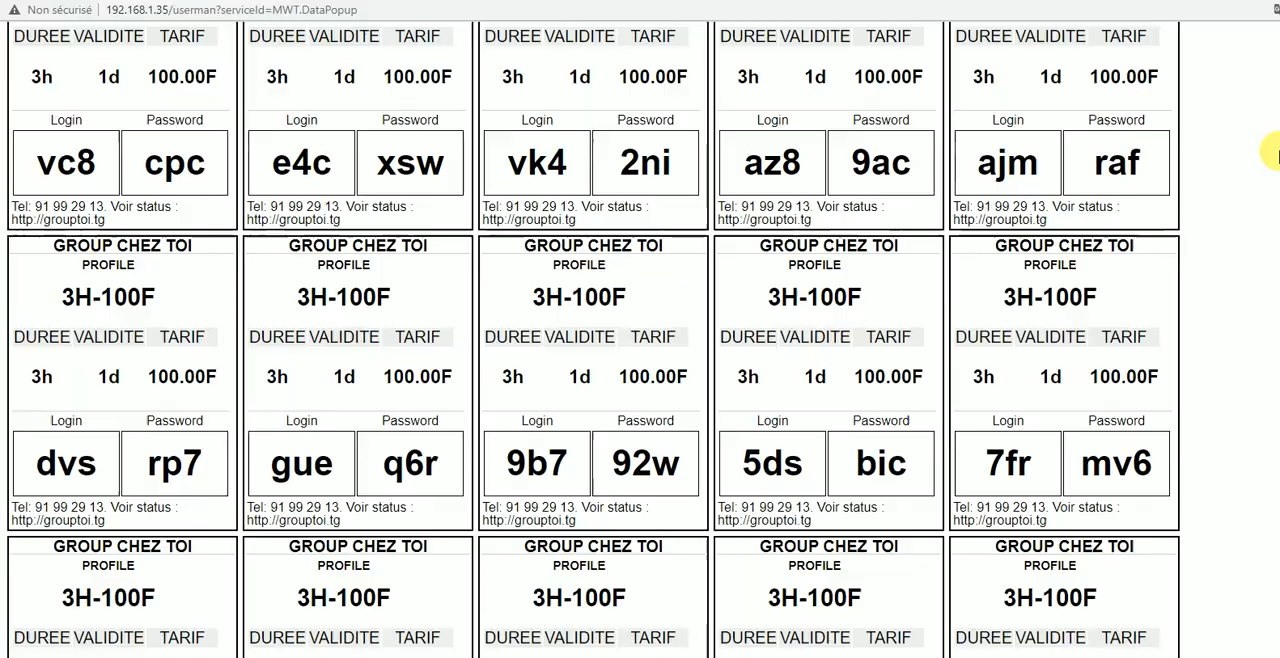 Non sécurisé | 192.168.1.35/userman?serviceId=MWT.DataPopup
DUREE VALIDITE TARIF DUREE VALIDITE TARIF DUREE VALIDITE TARIF DUREE VALIDITE TARIF DUREE VALIDITE TARIF
3h 1d 100.00F 3h 1d 100.00F 3h 1d 100.00F 3h 1d 100.00F 3h 1d 100.00F
Login Password Login Password Login Password Login Password Login Password
vc8 cpc e4c xsw vk4 2ni az8 9ac ajm raf
Tel: 91 99 29 13. Voir status : Tel: 91 99 29 13. Voir status : Tel: 91 99 29 13. Voir status : Tel: 91 99 29 13. Voir status : Tel: 91 99 29 13. Voir status :
http://grouptoi.tg http://grouptoi.tg http://grouptoi.tg http://grouptoi.tg http://grouptoi.tg
GROUP CHEZ TOI GROUP CHEZ TOI GROUP CHEZ TOI GROUP CHEZ TOI GROUP CHEZ TOI
PROFILE PROFILE PROFILE PROFILE PROFILE
3H-100F 3H-100F 3H-100F 3H-100F 3H-100F
DUREE VALIDITE TARIF DUREE VALIDITE TARIF DUREE VALIDITE TARIF DUREE VALIDITE TARIF DUREE VALIDITE TARIF
3h 1d 100.00F 3h 1d 100.00F 3h 1d 100.00F 3h 1d 100.00F 3h 1d 100.00F
Login Password Login Password Login Password Login Password Login Password
dvs rp7 gue q6r 9b7 92w 5ds bic 7fr mv6
Tel: 91 99 29 13. Voir status : Tel: 91 99 29 13. Voir status : Tel: 91 99 29 13. Voir status : Tel: 91 99 29 13. Voir status : Tel: 91 99 29 13. Voir status :
http://grouptoi.tg http://grouptoi.tg http://grouptoi.tg http://grouptoi.tg http://grouptoi.tg
GROUP CHEZ TOI GROUP CHEZ TOI GROUP CHEZ TOI GROUP CHEZ TOI GROUP CHEZ TOI
PROFILE PROFILE PROFILE PROFILE PROFILE
3H-100F 3H-100F 3H-100F 3H-100F 3H-100F
DUREE VALIDITE TARIF DUREE VALIDITE TARIF DUREE VALIDITE TARIF DUREE VALIDITE TARIF DUREE VALIDITE TARIF